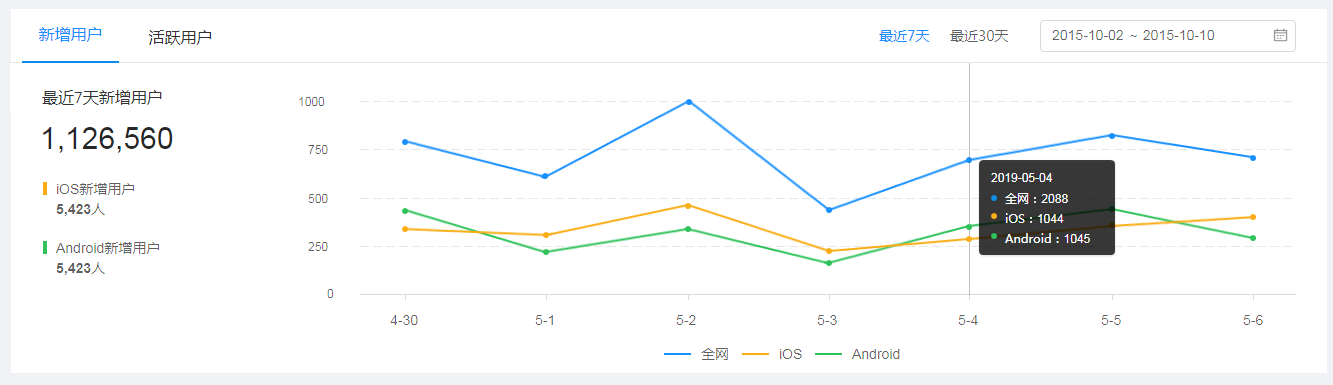 新增用户 活跃用户 最近7天 最近30天 2015-10-02 ~ 2015-10-10
最近7天新增用户
1,126,560
iOS新增用户
5,423人
Android新增用户
5,423人
1000
750
500
250
0
2019-05-04
全网：2088
iOS：1044
Android：1045
4-30 5-1 5-2 5-3 5-4 5-5 5-6
全网 iOS Android